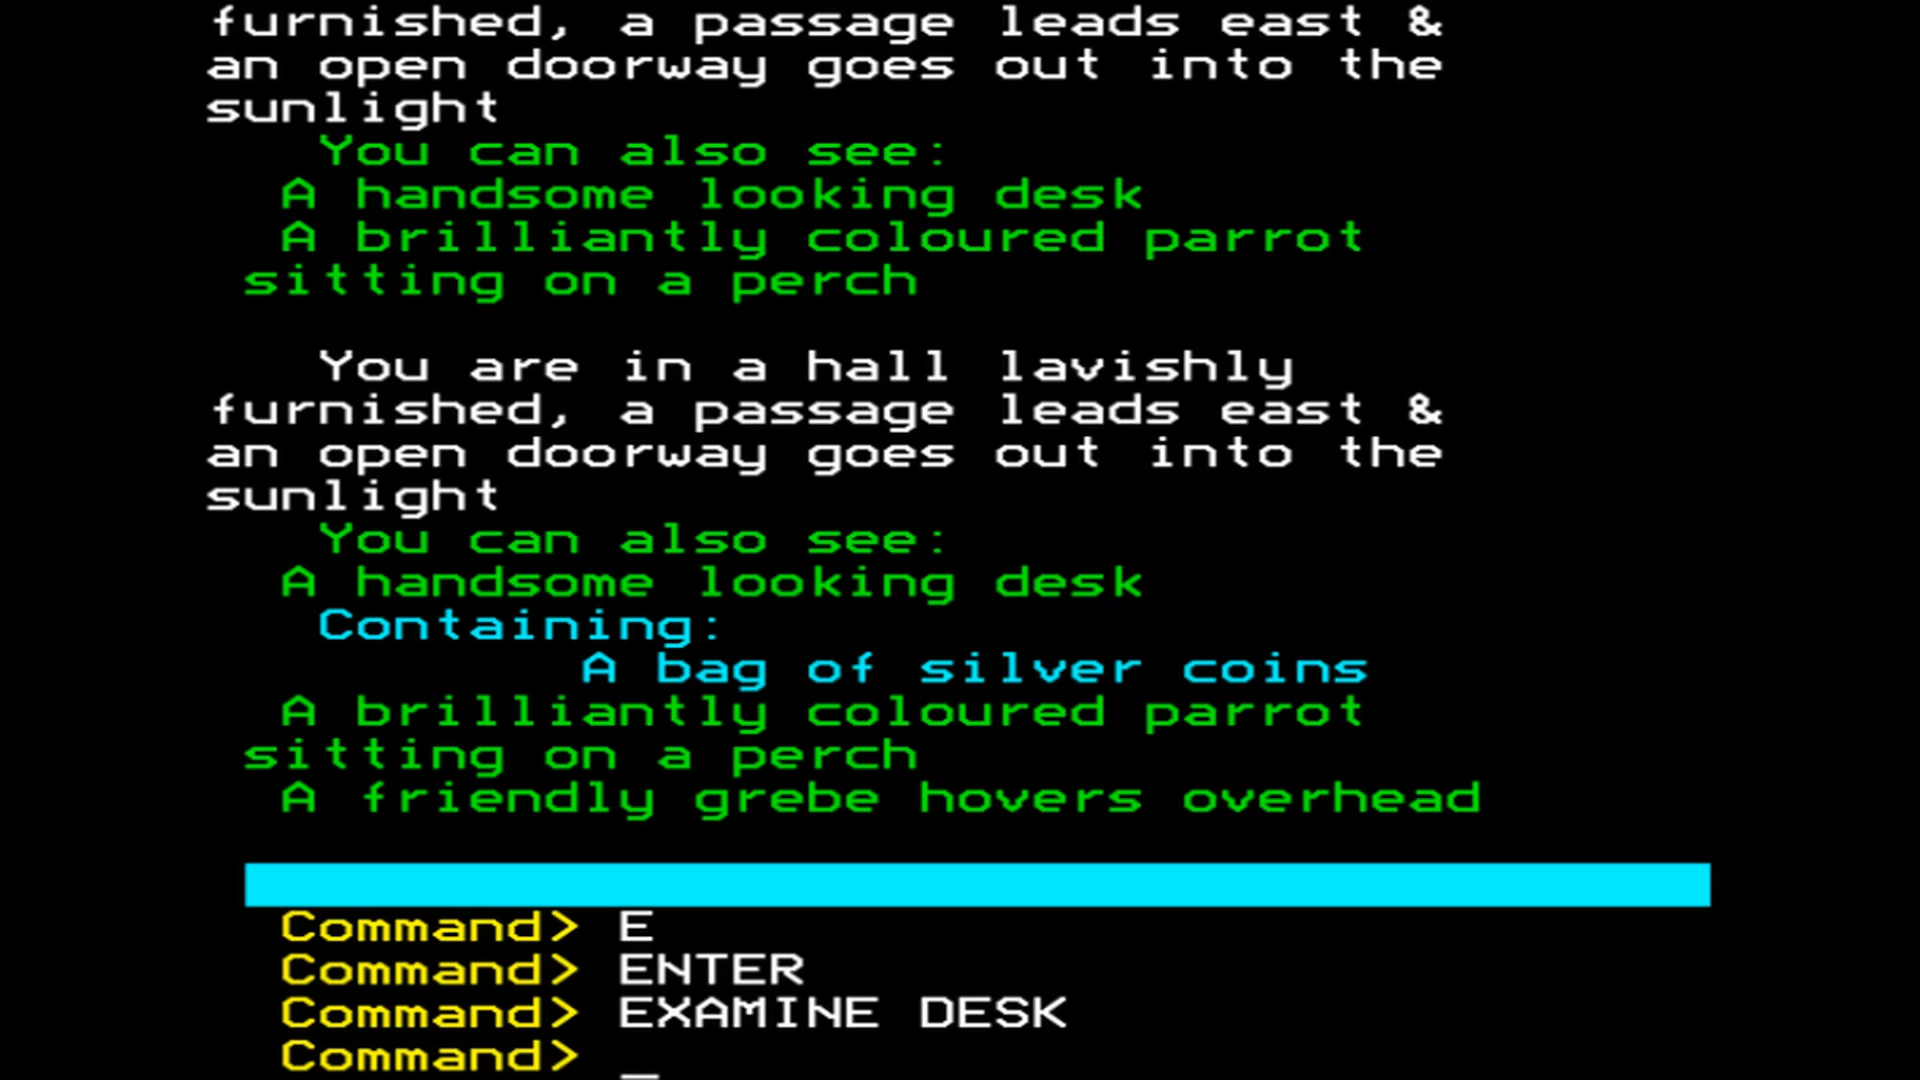 furnished, a passage leads east &
an open doorway goes out into the
sunlight
You can also see:
A handsome looking desk
A brilliantly coloured parrot
sitting on a perch
You are in a hall lavishly
furnished, a passage leads east &
an open doorway goes out into the
sunlight
You can also see:
A handsome looking desk
Containing:
A bag of silver coins
A brilliantly coloured parrot
sitting on a perch
A friendly grebe hovers overhead
Command> E
Command> ENTER
Command> EXAMINE DESK
Command> _